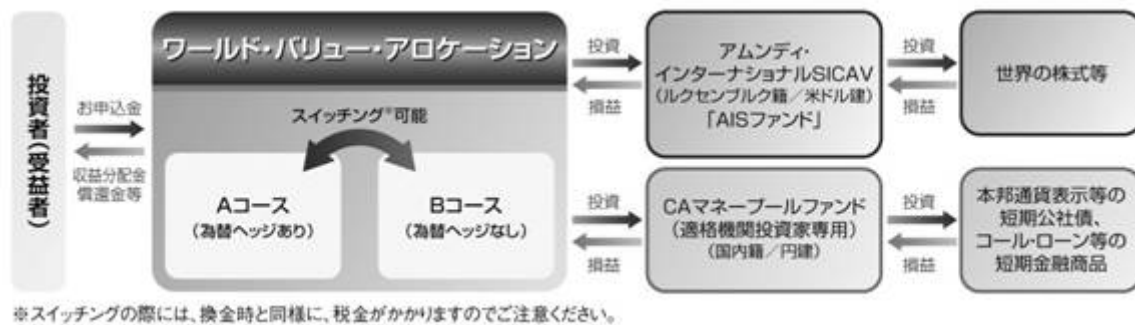 投資者(受益者)
お申込金
収益分配金
償還金等
ワールド・バリュー・アロケーション
スイッチング※可能
Aコース
(為替ヘッジあり)
Bコース
(為替ヘッジなし)
投資
損益
アムンディ・
インターナショナルSICAV
(ルクセンブルク籍/米ドル建)
「AISファンド」
投資
損益
世界の株式等
投資
損益
CAマネープールファンド
(適格機関投資家専用)
(国内籍/円建)
投資
損益
本邦通貨表示等の
短期公社債、
コール・ローン等の
短期金融商品
※スイッチングの際には、換金時と同様に、税金がかかりますのでご注意ください。